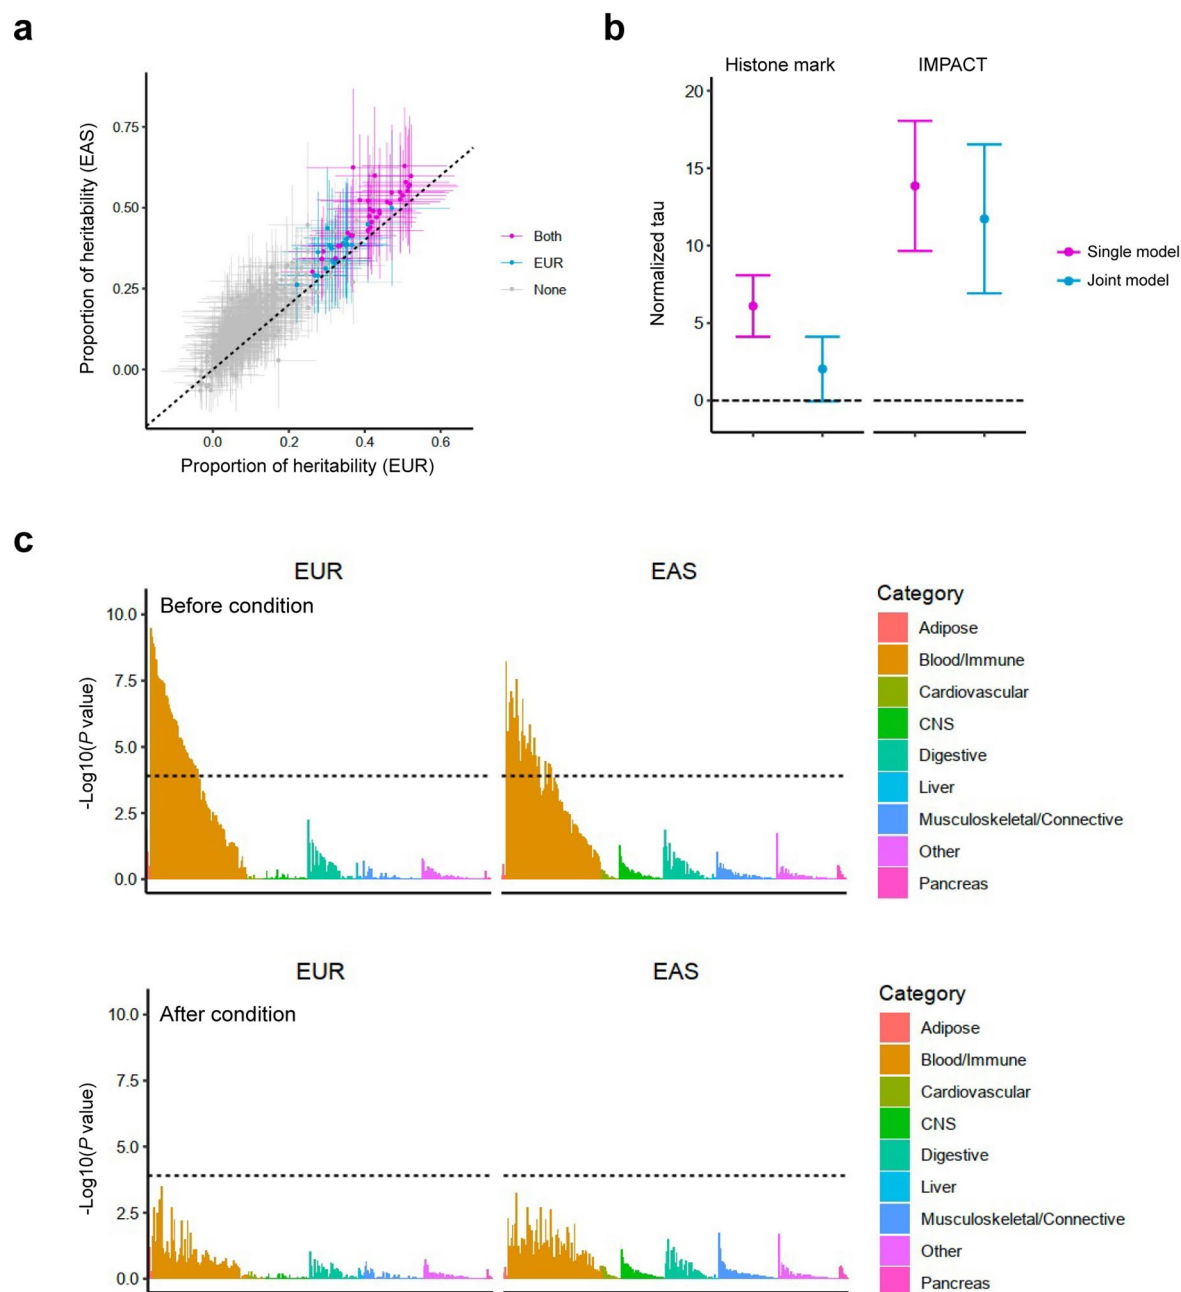 a
Proportion of heritability (EAS)
0.75
0.50
0.25
0.00
0.0 0.2 0.4 0.6
Proportion of heritability (EUR)
Both
EUR
None
b
Histone mark IMPACT
Normalized tau
20
15
10
5
0
Single model
Joint model
c
EUR EAS
Before condition
-Log10(P value)
10.0
7.5
5.0
2.5
0.0
Category
Adipose
Blood/Immune
Cardiovascular
CNS
Digestive
Liver
Musculoskeletal/Connective
Other
Pancreas
EUR EAS
After condition
-Log10(P value)
10.0
7.5
5.0
2.5
0.0
Category
Adipose
Blood/Immune
Cardiovascular
CNS
Digestive
Liver
Musculoskeletal/Connective
Other
Pancreas